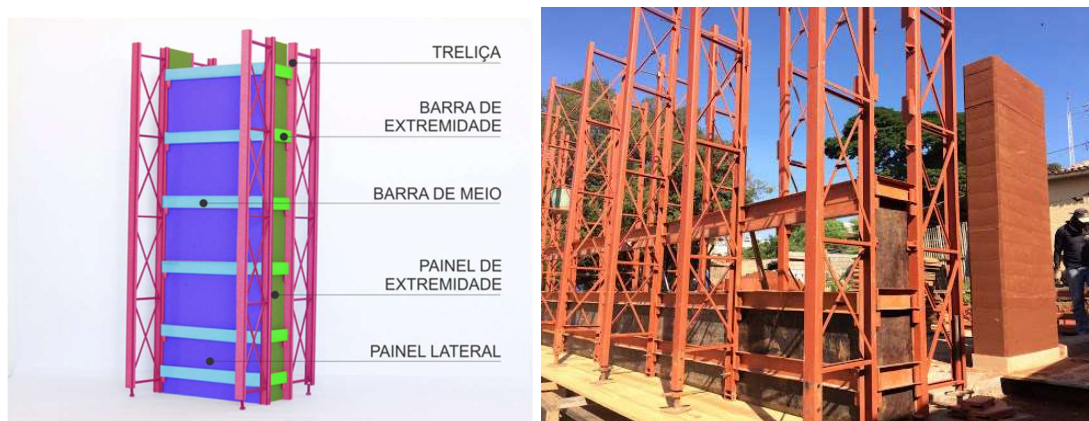 TRELIÇA
BARRA DE
EXTREMIDADE
BARRA DE MEIO
PAINEL DE
EXTREMIDADE
PAINEL LATERAL